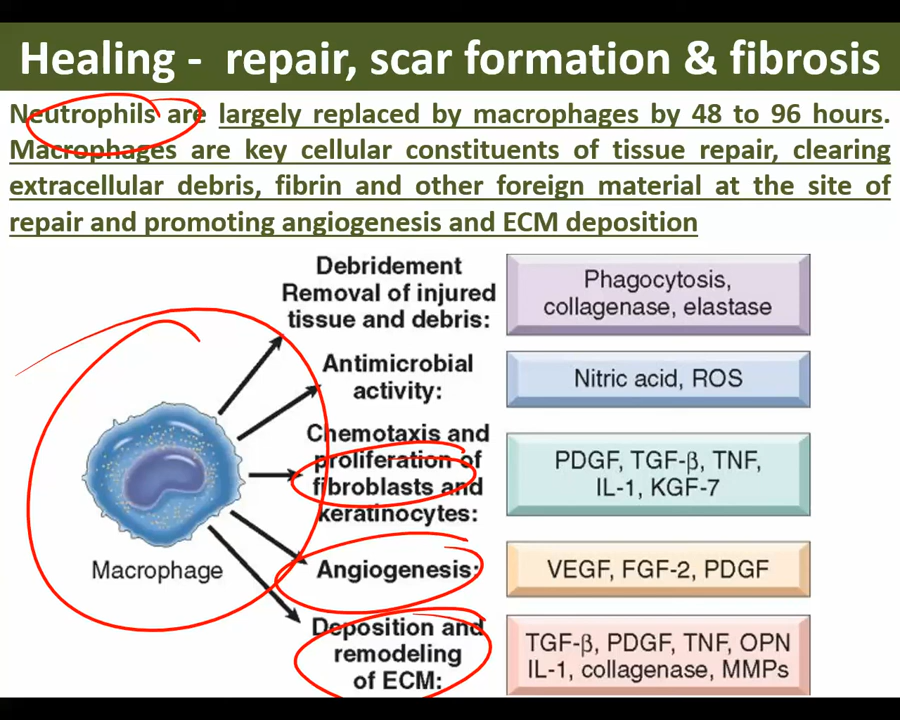 Healing - repair, scar formation & fibrosis
Neutrophils are largely replaced by macrophages by 48 to 96 hours.
Macrophages are key cellular constituents of tissue repair, clearing
extracellular debris, fibrin and other foreign material at the site of
repair and promoting angiogenesis and ECM deposition
Debridement
Removal of injured
tissue and debris:
Phagocytosis,
collagenase, elastase
Antimicrobial
activity:
Nitric acid, ROS
Chemotaxis and
proliferation of
fibroblasts and
keratinocytes:
PDGF, TGF-β, TNF,
IL-1, KGF-7
Macrophage
Angiogenesis:
VEGF, FGF-2, PDGF
Deposition and
remodeling
of ECM:
TGF-β, PDGF, TNF, OPN
IL-1, collagenase, MMPs